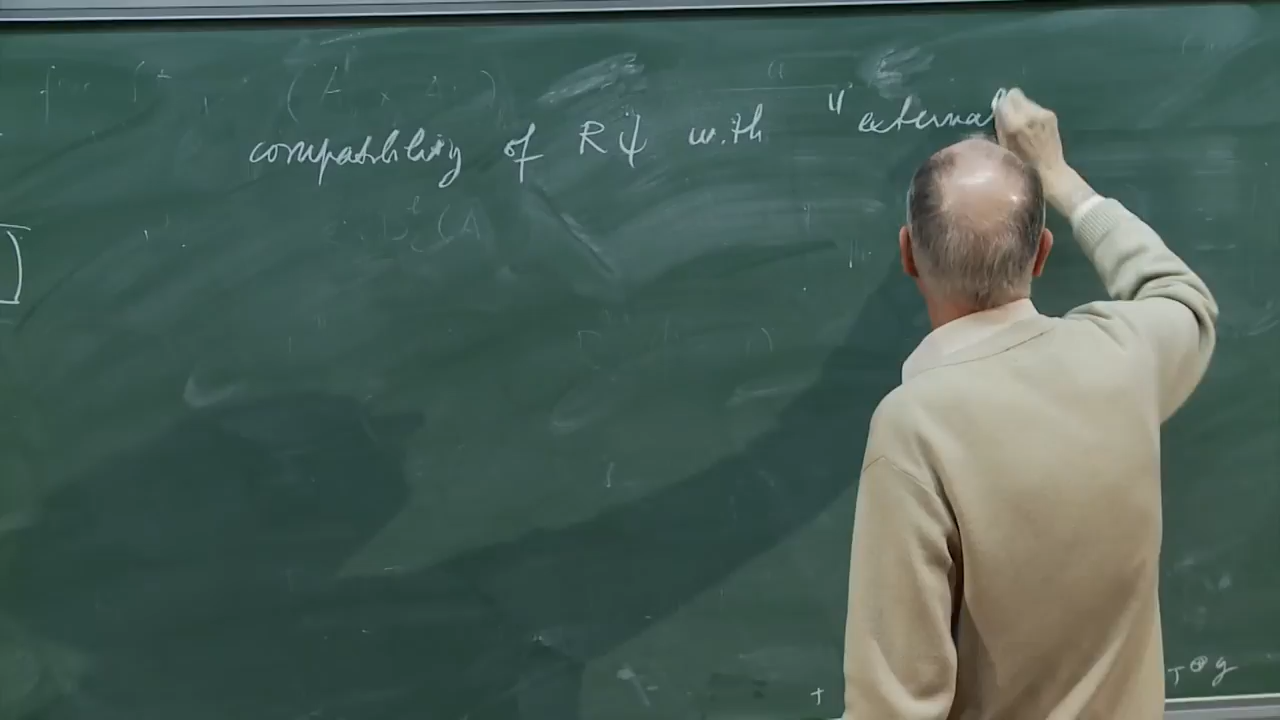 compatibility of Rψ with "external
T ⊕ g